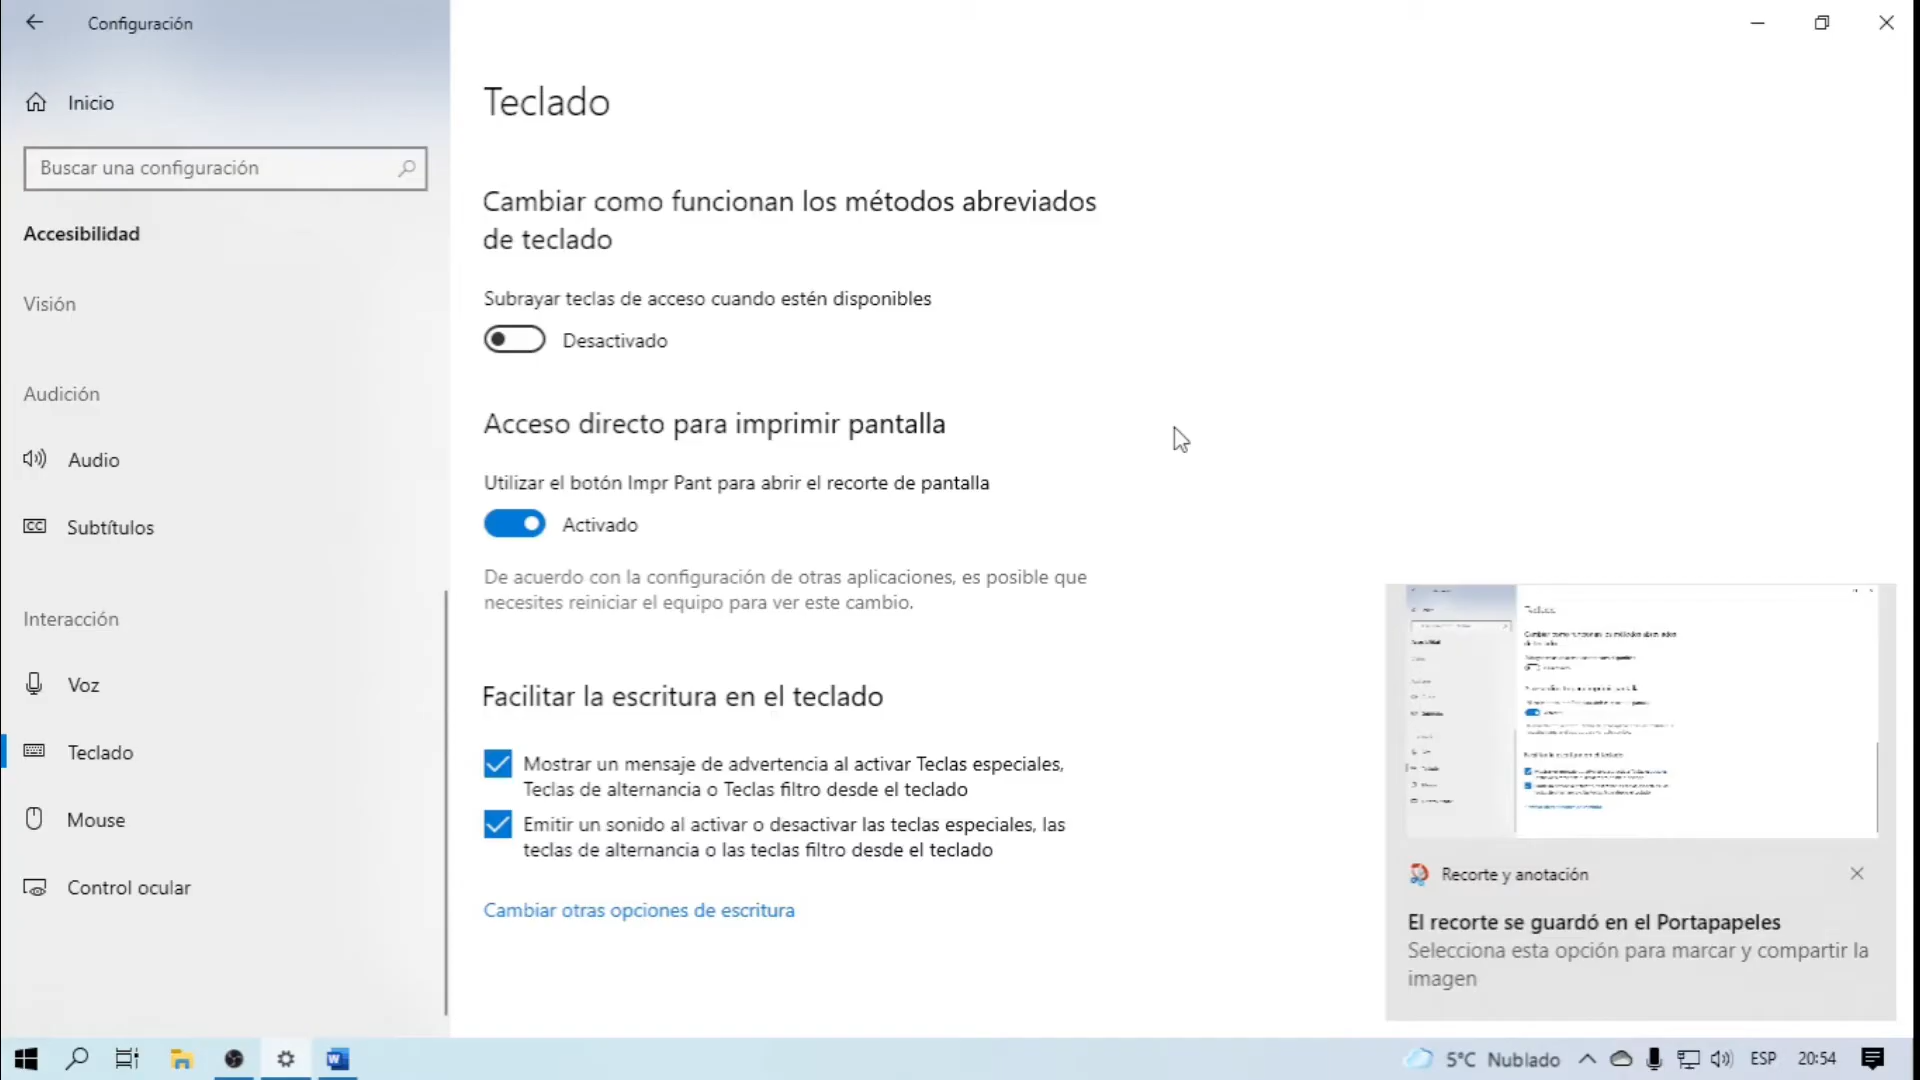 Configuración
Inicio
Buscar una configuración
Accesibilidad
Visión
Audición
Audio
Subtítulos
Interacción
Voz
Teclado
Mouse
Control ocular
Teclado
Cambiar como funcionan los métodos abreviados
de teclado
Subrayar teclas de acceso cuando estén disponibles
Desactivado
Acceso directo para imprimir pantalla
Utilizar el botón Impr Pant para abrir el recorte de pantalla
Activado
De acuerdo con la configuración de otras aplicaciones, es posible que
necesites reiniciar el equipo para ver este cambio.
Facilitar la escritura en el teclado
Mostrar un mensaje de advertencia al activar Teclas especiales,
Teclas de alternancia o Teclas filtro desde el teclado
Emitir un sonido al activar o desactivar las teclas especiales, las
teclas de alternancia o las teclas filtro desde el teclado
Cambiar otras opciones de escritura
Recorte y anotación
El recorte se guardó en el Portapapeles
Selecciona esta opción para marcar y compartir la
imagen
5°C Nublado
ESP
20:54